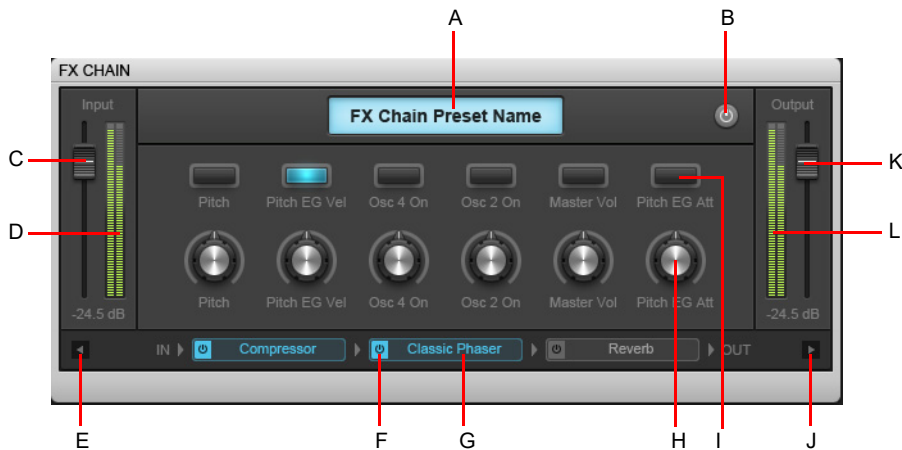 A B
FX CHAIN
Input FX Chain Preset Name Output
C K
Pitch Pitch EG Vel Osc 4 On Osc 2 On Master Vol Pitch EG Att
D L
Pitch Pitch EG Vel Osc 4 On Osc 2 On Master Vol Pitch EG Att
-24.5 dB -24.5 dB
IN Compressor Classic Phaser Reverb OUT
E F G H I J